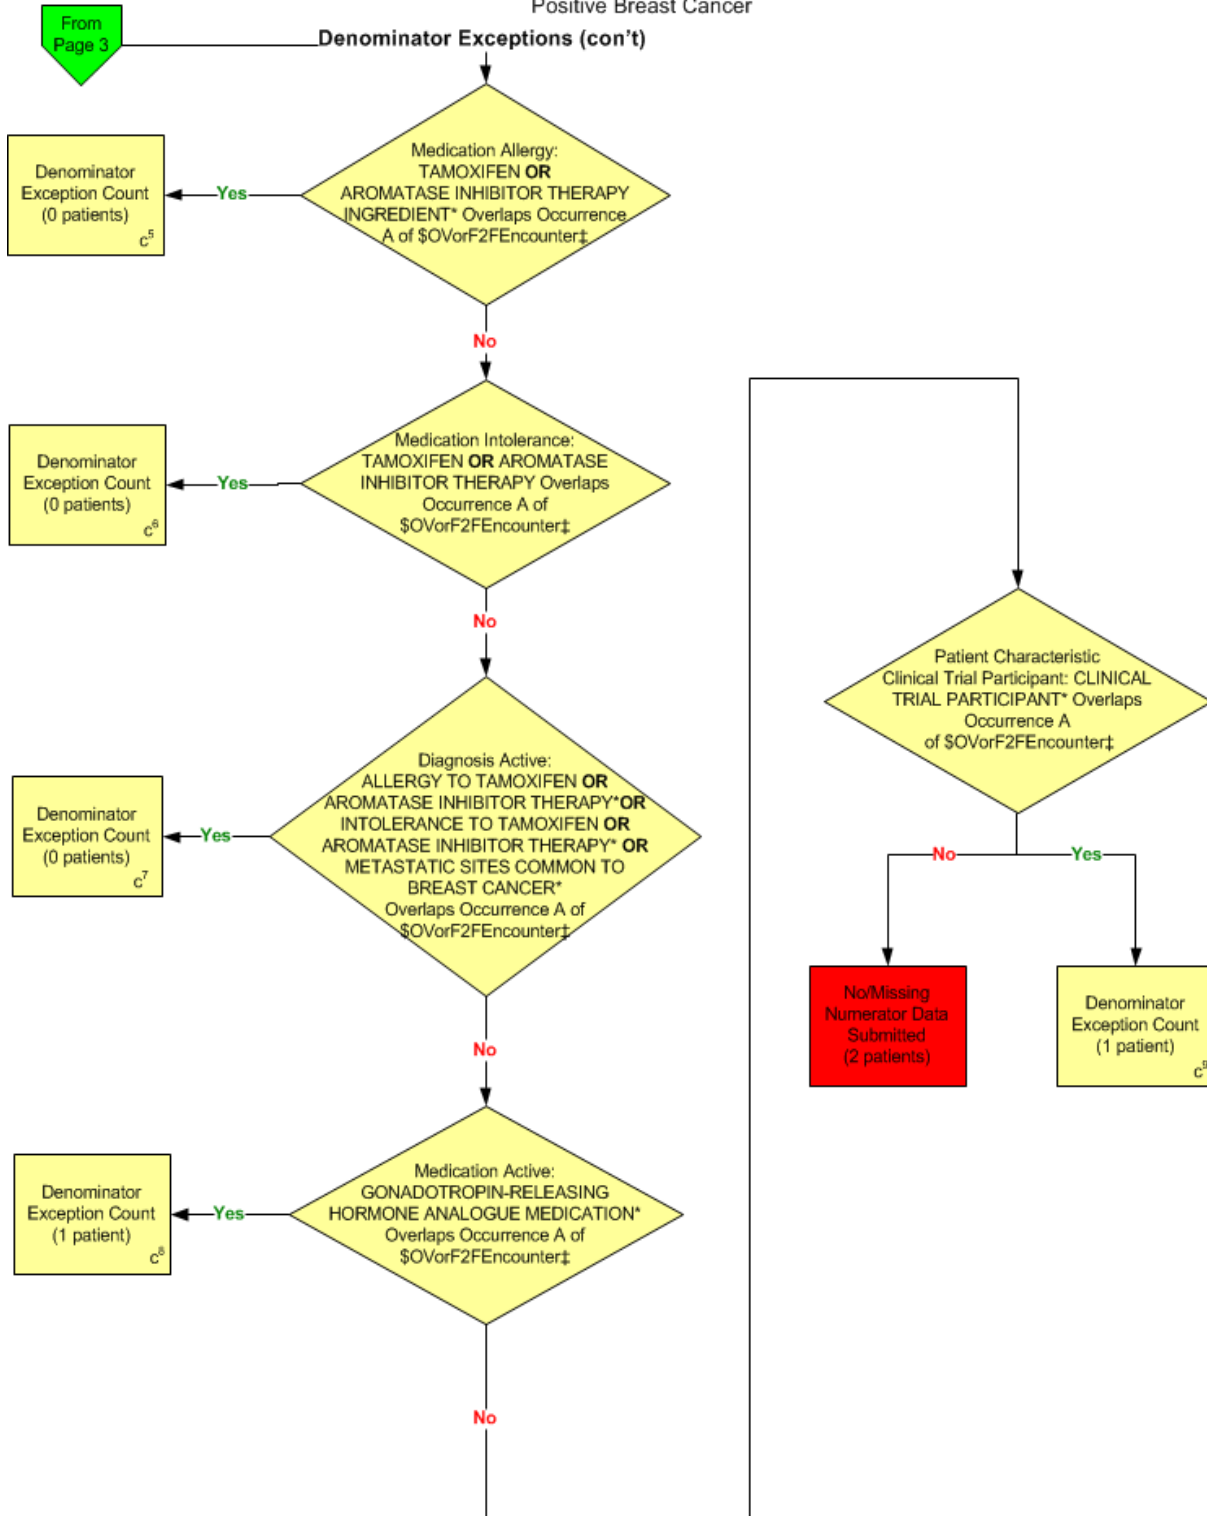 Positive Breast Cancer
From
Page 3
Denominator Exceptions (con't)
Medication Allergy:
TAMOXIFEN OR
AROMATASE INHIBITOR THERAPY
INGREDIENT* Overlaps Occurrence
A of $OVorF2FEncounter‡
Yes
Denominator
Exception Count
(0 patients)
c5
No
Medication Intolerance:
TAMOXIFEN OR AROMATASE
INHIBITOR THERAPY Overlaps
Occurrence A of
$OVorF2FEncounter‡
Yes
Denominator
Exception Count
(0 patients)
c6
No
Diagnosis Active:
ALLERGY TO TAMOXIFEN OR
AROMATASE INHIBITOR THERAPY*OR
INTOLERANCE TO TAMOXIFEN OR
AROMATASE INHIBITOR THERAPY* OR
METASTATIC SITES COMMON TO
BREAST CANCER*
Overlaps Occurrence A of
$OVorF2FEncounter‡
Yes
Denominator
Exception Count
(0 patients)
c7
No
Medication Active:
GONADOTROPIN-RELEASING
HORMONE ANALOGUE MEDICATION*
Overlaps Occurrence A of
$OVorF2FEncounter‡
Yes
Denominator
Exception Count
(1 patient)
c8
No
Patient Characteristic
Clinical Trial Participant: CLINICAL
TRIAL PARTICIPANT* Overlaps
Occurrence A
of $OVorF2FEncounter‡
No
Yes
No/Missing
Numerator Data
Submitted
(2 patients)
Denominator
Exception Count
(1 patient)
c9